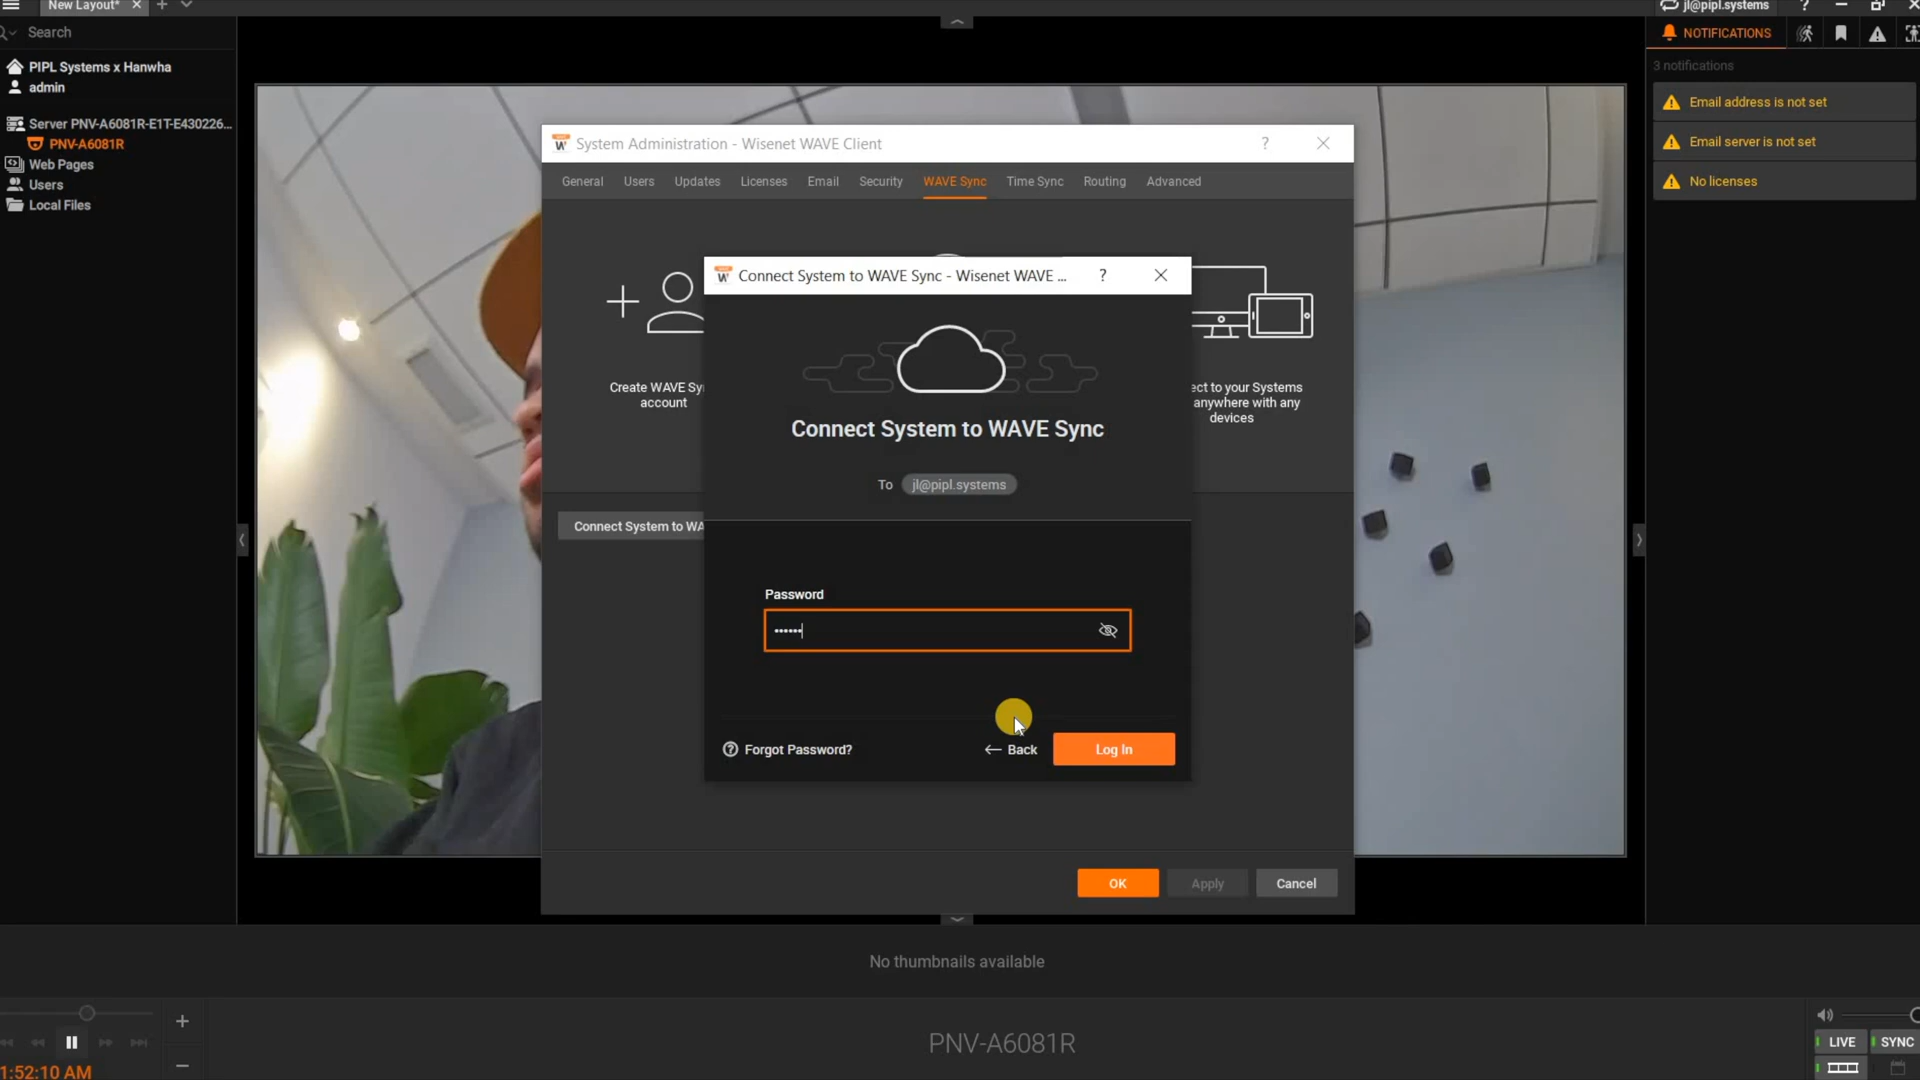 New Layout*
jl@pipl.systems
?
Search
NOTIFICATIONS
PIPL Systems x Hanwha
admin
Server PNV-A6081R-E1T-E430226...
PNV-A6081R
Web Pages
Users
Local Files
3 notifications
Email address is not set
Email server is not set
No licenses
W System Administration - Wisenet WAVE Client
?
General Users Updates Licenses Email Security WAVE Sync Time Sync Routing Advanced
W Connect System to WAVE Sync - Wisenet WAVE ...
?
Create WAVE Sy
account
ect to your Systems
anywhere with any
devices
Connect System to WAVE Sync
To jl@pipl.systems
Connect System to WA
Password
••••••
? Forgot Password?
Back
Log In
OK
Apply
Cancel
No thumbnails available
PNV-A6081R
LIVE
SYNC
1:52:10 AM